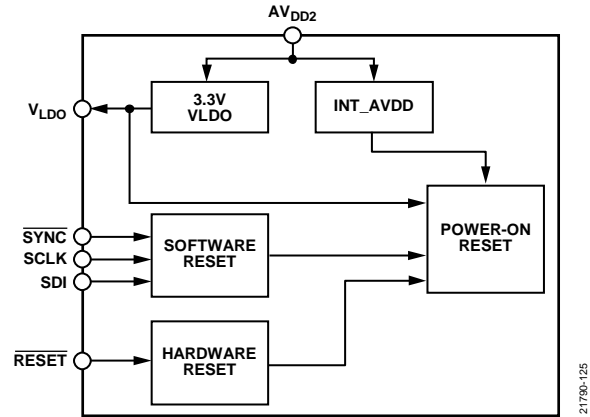 AVDD2
3.3V
VLDO
INT_AVDD
VLDO
POWER-ON
RESET
SYNC
SCLK
SDI
SOFTWARE
RESET
RESET
HARDWARE
RESET
21790-125